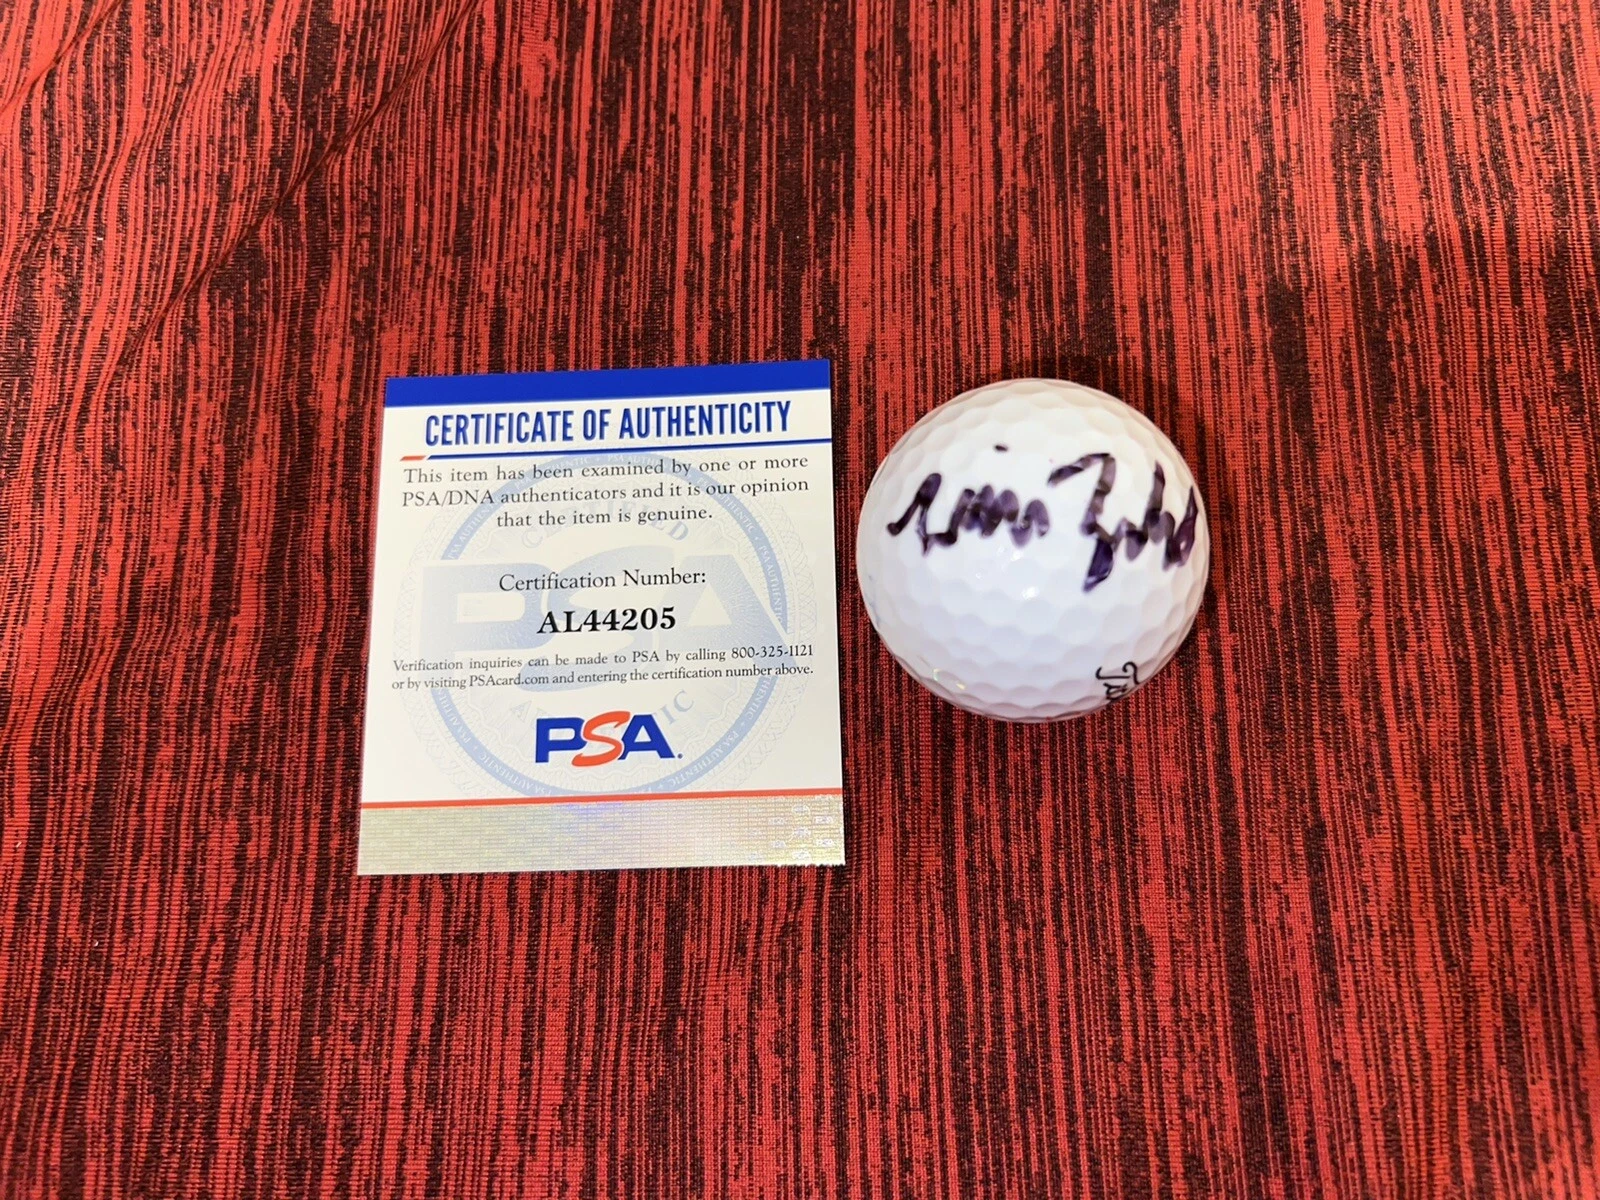 CERTIFICATE OF AUTHENTICITY
This item has been examined by one or more
PSA/DNA authenticators and it is our opinion
that the item is genuine.
Certification Number:
AL44205
Verification inquiries can be made to PSA by calling 800-325-1121
or by visiting PSAcard.com and entering the certification number above.
PSA